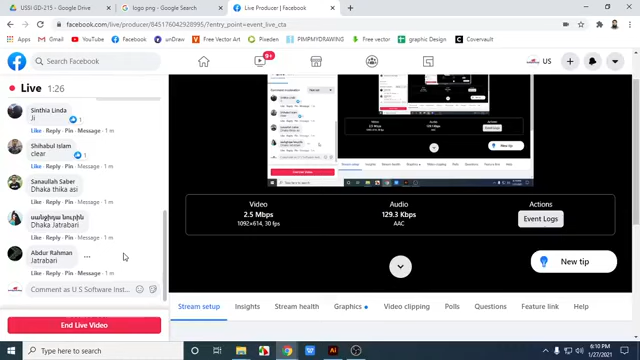 USSI GD-215 - Google Drive
logo png - Google Search
Live Producer | Facebook
facebook.com/live/producer/845176042928995/?entry_point=event_live_cta
Apps
Pinterest
YouTube
Facebook
unDraw
Free Vector Art
Pixabay
Pixeden
PIMPMYDRAWING
Free vector
graphic Design
Covervault
Search Facebook
9+
US
Live 1:26
Sinthia Linda
Ji
1
Like · Reply · Pin · Message · 1 m
Shihabul Islam
clear
1
Like · Reply · Pin · Message · 1 m
Sanaullah Saber
Dhaka thika asi
Like · Reply · Pin · Message · 1 m
Dhaka Jatrabari
Like · Reply · Pin · Message · 1 m
Abdur Rahman
Jatrabari
Like · Reply · Pin · Message · 1 m
Comment as U S Software Inst...
End Live Video
Video
2.5 Mbps
1092×614, 30 fps
Audio
129.3 Kbps
AAC
Actions
Event Logs
New tip
Stream setup
Insights
Stream health
Graphics
Video clipping
Polls
Questions
Feature link
Help
Type here to search
6:10 PM
1/27/2021